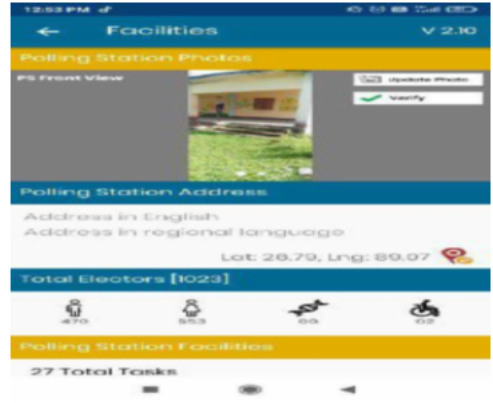 12:53 PM
Facilities V 2.10
Polling Station Photos
PS Front View
Update Photo
Verify
Polling Station Address
Address in English
Address in regional language
Lat: 26.79, Lng: 89.07
Total Electors [1023]
470 553 02
Polling Station Facilities
27 Total Tasks